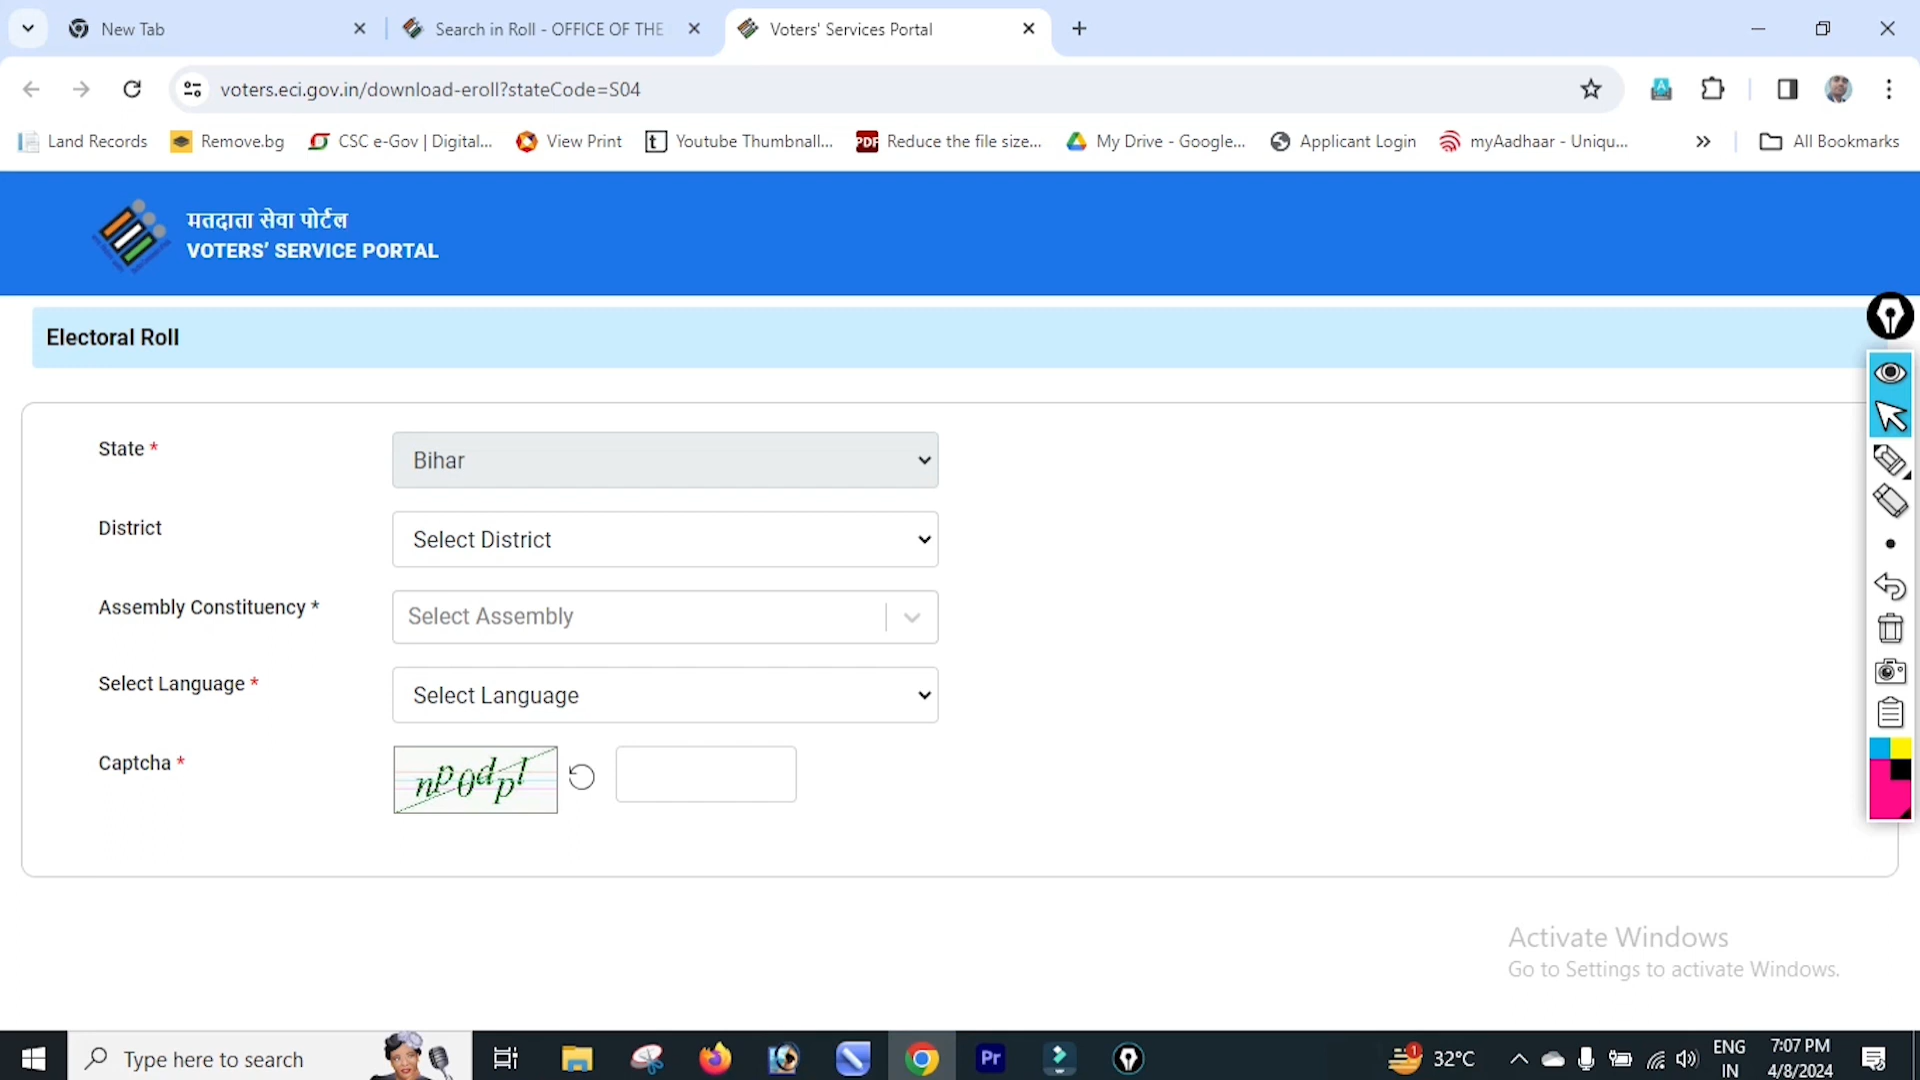 New Tab
Search in Roll - OFFICE OF THE
Voters' Services Portal
voters.eci.gov.in/download-eroll?stateCode=S04
Land Records
Remove.bg
CSC e-Gov | Digital...
View Print
Youtube Thumbnall...
PDF
Reduce the file size...
My Drive - Google...
Applicant Login
myAadhaar - Uniqu...
All Bookmarks
मतदाता सेवा पोर्टल
VOTERS' SERVICE PORTAL
Electoral Roll
State *
Bihar
District
Select District
Assembly Constituency *
Select Assembly
Select Language *
Select Language
Captcha *
np0dpl
Activate Windows
Go to Settings to activate Windows.
Type here to search
Pr
1
32°C
ENG
IN
7:07 PM
4/8/2024